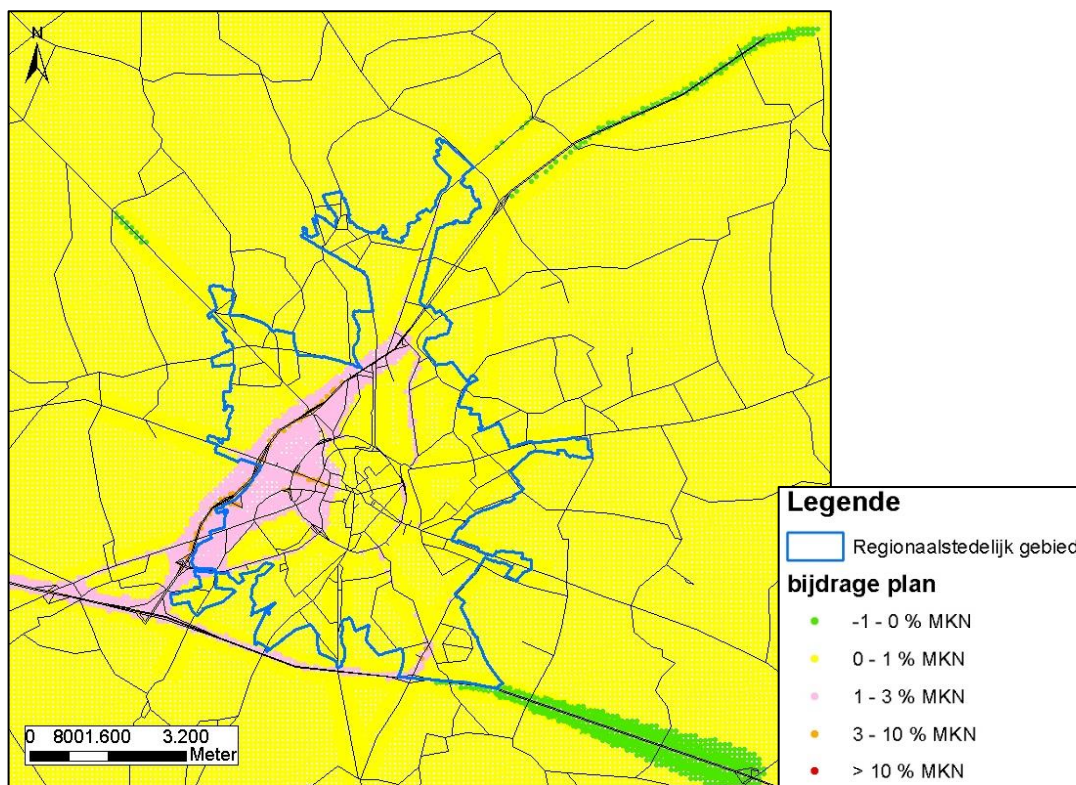 N
0 8001.600 3.200
Meter
Legende
Regionaalstedelijk gebied
bijdrage plan
-1 - 0 % MKN
0 - 1 % MKN
1 - 3 % MKN
3 - 10 % MKN
> 10 % MKN